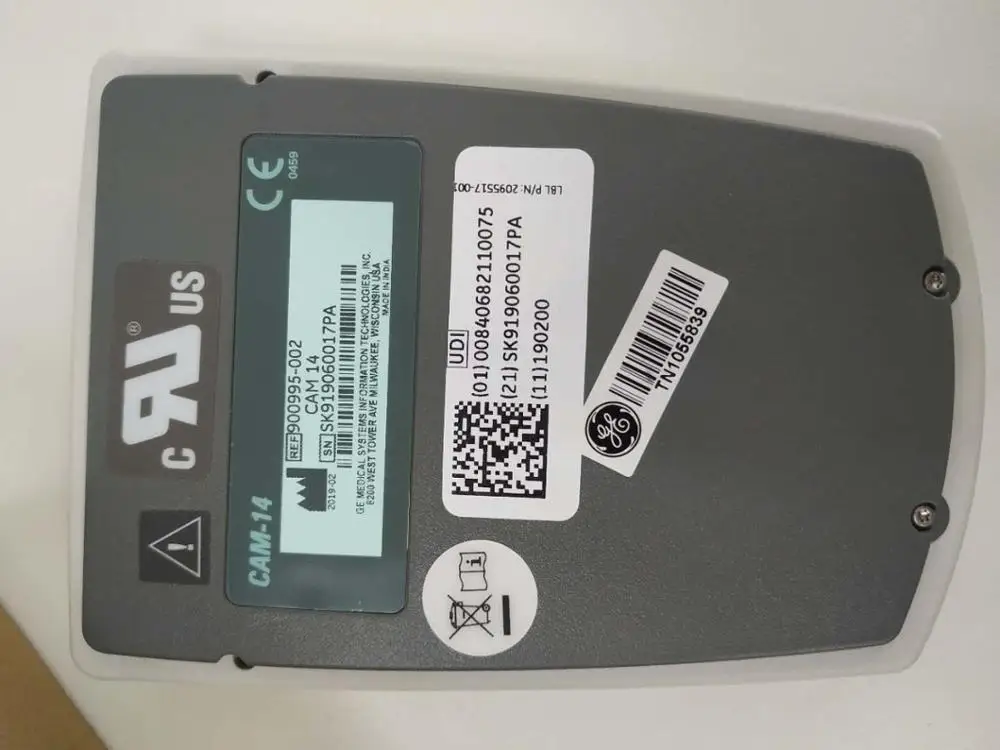 C UR® US
CAM-14
CE
0459
REF 900995-002
CAM 14
SN SK919060017PA
2019-02
GE MEDICAL SYSTEMS INFORMATION TECHNOLOGIES, INC.
8200 WEST TOWER AVE MILWAUKEE, WISCONSIN USA
MADE IN INDIA
LBL P/N: 2095517-001
UDI
(01)00840682110075
(21)SK919060017PA
(11)190200
TN1055839
GE
i